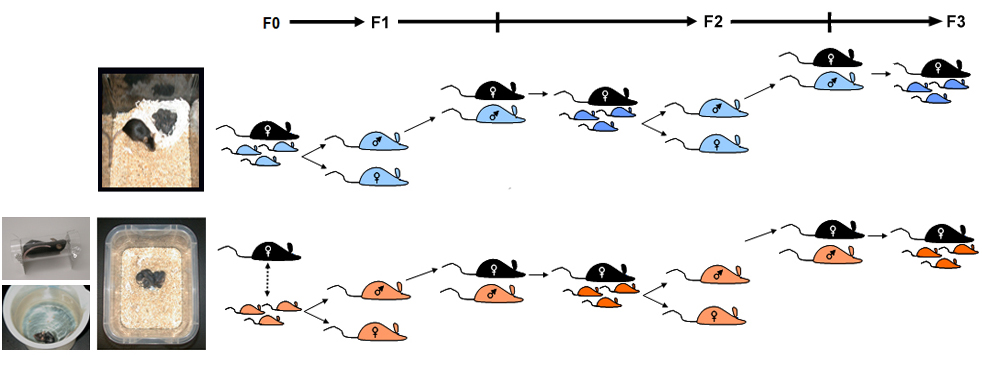 F0 F1 F2 F3
♀ ♀
♀ ♂ ♀ ♂
♀ ♂ ♂
♀ ♂ ♀
♀
♀ ♀
♀ ♂
♀ ♀ ♀ ♂
♂ ♂
♀ ♀